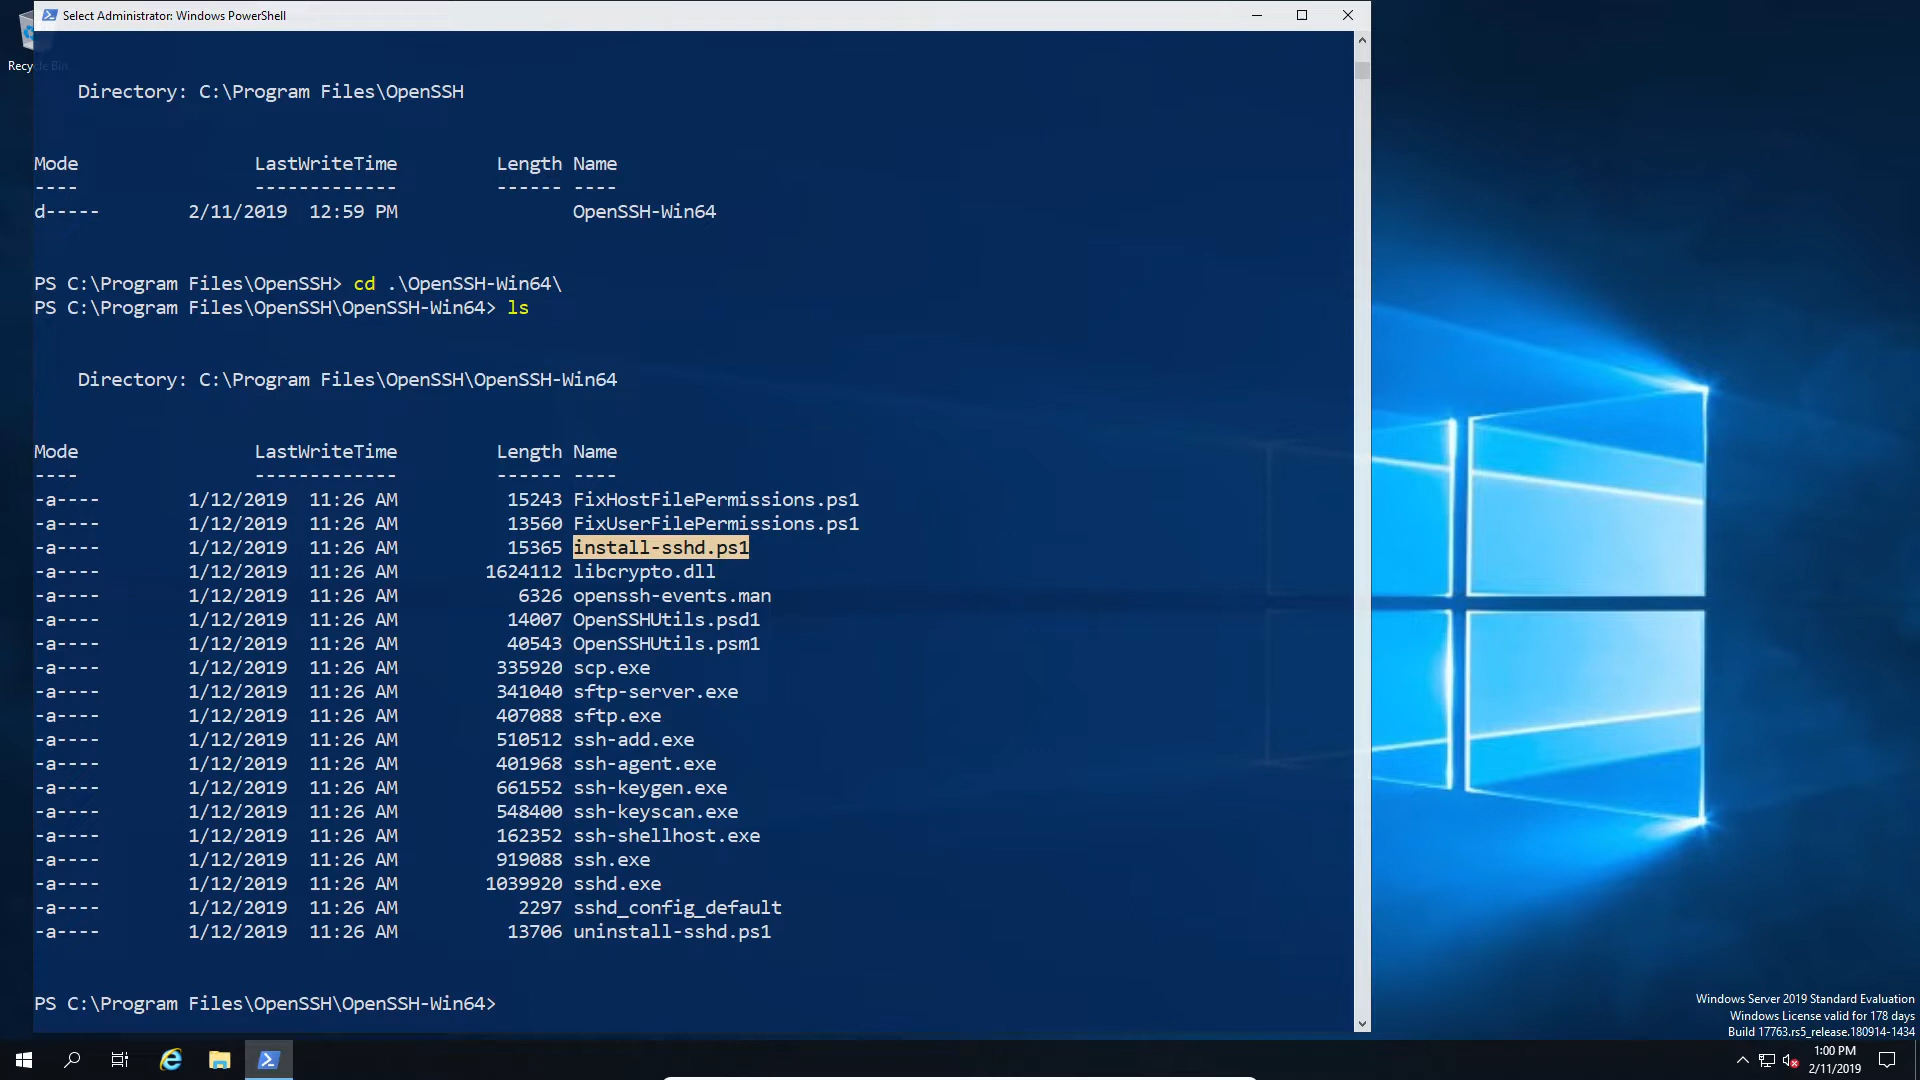 Select Administrator: Windows PowerShell
Recycle Bin
Directory: C:\Program Files\OpenSSH
Mode LastWriteTime Length Name
---- ------------- ------ ----
d----- 2/11/2019 12:59 PM OpenSSH-Win64
PS C:\Program Files\OpenSSH> cd .\OpenSSH-Win64\
PS C:\Program Files\OpenSSH\OpenSSH-Win64> ls
Directory: C:\Program Files\OpenSSH\OpenSSH-Win64
Mode LastWriteTime Length Name
---- ------------- ------ ----
-a---- 1/12/2019 11:26 AM 15243 FixHostFilePermissions.ps1
-a---- 1/12/2019 11:26 AM 13560 FixUserFilePermissions.ps1
-a---- 1/12/2019 11:26 AM 15365 install-sshd.ps1
-a---- 1/12/2019 11:26 AM 1624112 libcrypto.dll
-a---- 1/12/2019 11:26 AM 6326 openssh-events.man
-a---- 1/12/2019 11:26 AM 14007 OpenSSHUtils.psd1
-a---- 1/12/2019 11:26 AM 40543 OpenSSHUtils.psm1
-a---- 1/12/2019 11:26 AM 335920 scp.exe
-a---- 1/12/2019 11:26 AM 341040 sftp-server.exe
-a---- 1/12/2019 11:26 AM 407088 sftp.exe
-a---- 1/12/2019 11:26 AM 510512 ssh-add.exe
-a---- 1/12/2019 11:26 AM 401968 ssh-agent.exe
-a---- 1/12/2019 11:26 AM 661552 ssh-keygen.exe
-a---- 1/12/2019 11:26 AM 548400 ssh-keyscan.exe
-a---- 1/12/2019 11:26 AM 162352 ssh-shellhost.exe
-a---- 1/12/2019 11:26 AM 919088 ssh.exe
-a---- 1/12/2019 11:26 AM 1039920 sshd.exe
-a---- 1/12/2019 11:26 AM 2297 sshd_config_default
-a---- 1/12/2019 11:26 AM 13706 uninstall-sshd.ps1
PS C:\Program Files\OpenSSH\OpenSSH-Win64>
Windows Server 2019 Standard Evaluation
Windows License valid for 178 days
Build 17763.rs5_release.180914-1434
1:00 PM
2/11/2019